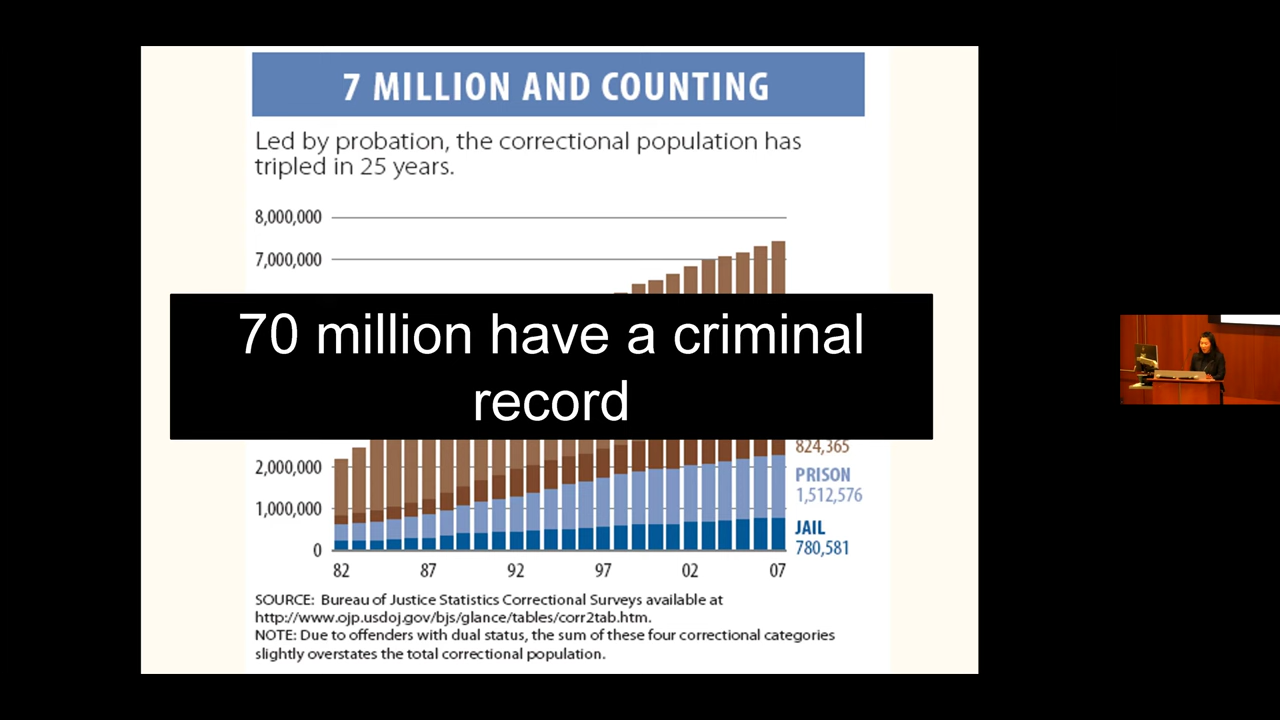 7 MILLION AND COUNTING
Led by probation, the correctional population has
tripled in 25 years.
8,000,000
7,000,000
70 million have a criminal
record
824,365
2,000,000
PRISON
1,512,576
1,000,000
JAIL
780,581
0
82 87 92 97 02 07
SOURCE: Bureau of Justice Statistics Correctional Surveys available at
http://www.ojp.usdoj.gov/bjs/glance/tables/corr2tab.htm.
NOTE: Due to offenders with dual status, the sum of these four correctional categories
slightly overstates the total correctional population.